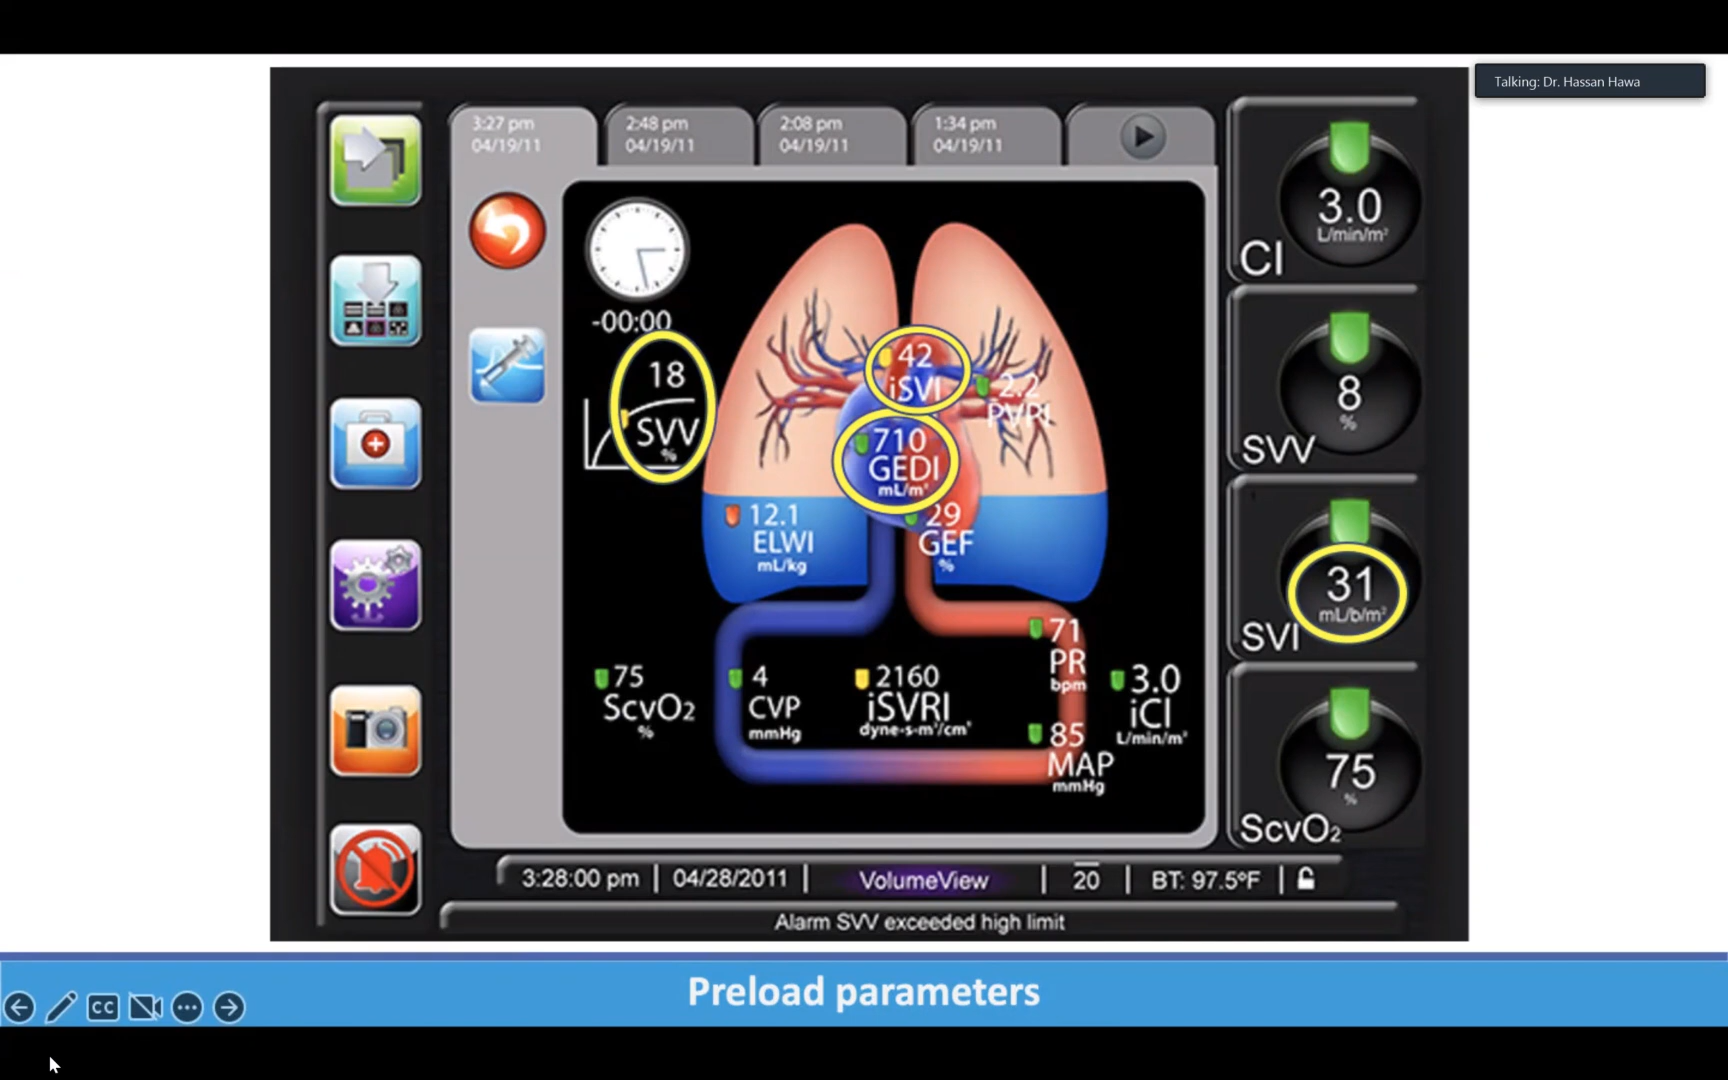 Talking: Dr. Hassan Hawa
3:27 pm
04/19/11
2:48 pm
04/19/11
2:08 pm
04/19/11
1:34 pm
04/19/11
-00:00
18
SVV
%
42
iSVI
2.2
PVPI
710
GEDI
mL/m²
12.1
ELWI
mL/kg
29
GEF
%
75
ScvO₂
%
4
CVP
mmHg
2160
iSVRI
dyne-s-m²/cm⁵
71
PR
bpm
85
MAP
mmHg
3.0
iCI
L/min/m²
3.0
L/min/m²
CI
8
%
SVV
31
mL/b/m²
SVI
75
%
ScvO₂
3:28:00 pm | 04/28/2011 | VolumeView | 20 | BT: 97.5°F |
Alarm SVV exceeded high limit
Preload parameters
CC